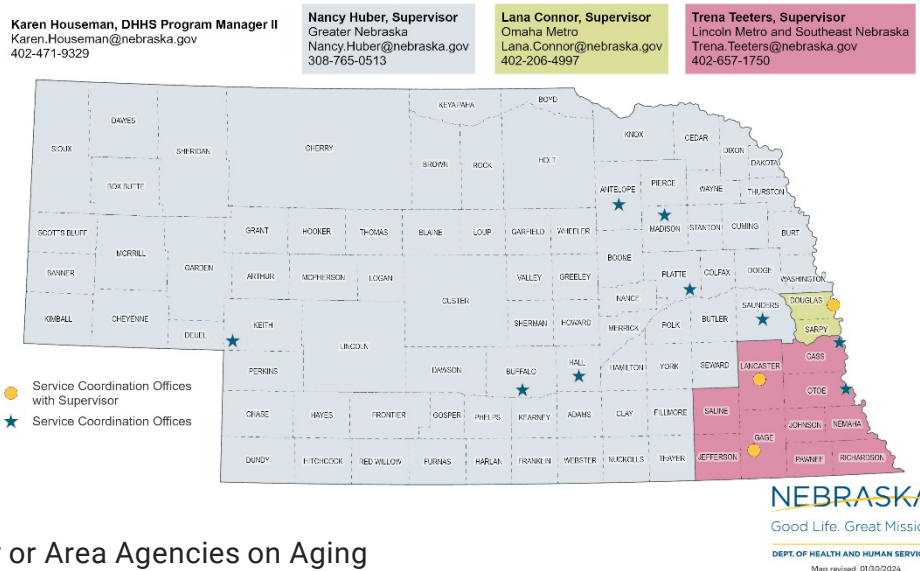 Karen Houseman, DHHS Program Manager II
Karen.Houseman@nebraska.gov
402-471-9329
Nancy Huber, Supervisor
Greater Nebraska
Nancy.Huber@nebraska.gov
308-765-0513
Lana Connor, Supervisor
Omaha Metro
Lana.Connor@nebraska.gov
402-206-4997
Trena Teeters, Supervisor
Lincoln Metro and Southeast Nebraska
Trena.Teeters@nebraska.gov
402-657-1750
SIOUX
DAWES
BOX BUTTE
SHERIDAN
CHERRY
KEYAPAHA
BOYD
BROWN
ROCK
HOLT
KNOX
CEDAR
DIXON
DAKOTA
ANTELOPE
PIERCE
WAYNE
THURSTON
SCOTTS BLUFF
BANNER
KIMBALL
MORRILL
CHEYENNE
GARDEN
DEUEL
GRANT
HOOKER
THOMAS
BLAINE
LOUP
GARFIELD
WHEELER
BOONE
MADISON
STANTON
CUMING
BURT
ARTHUR
MCPHERSON
LOGAN
CUSTER
VALLEY
GREELEY
NANCE
PLATTE
COLFAX
DODGE
WASHINGTON
KEITH
LINCOLN
SHERMAN
HOWARD
MERRICK
POLK
BUTLER
SAUNDERS
DOUGLAS
SARPY
PERKINS
DAWSON
BUFFALO
HALL
HAMILTON
YORK
SEWARD
LANCASTER
CASS
OTOE
CHASE
HAYES
FRONTIER
GOSPER
PHELPS
KEARNEY
ADAMS
CLAY
FILLMORE
SALINE
GAGE
JOHNSON
NEMAHA
DUNDY
HITCHCOCK
RED WILLOW
FURNAS
HARLAN
FRANKLIN
WEBSTER
NUCKOLLS
THAYER
JEFFERSON
PAWNEE
RICHARDSON
Service Coordination Offices
with Supervisor
Service Coordination Offices
NEBRASKA
Good Life. Great Missi
DEPT. OF HEALTH AND HUMAN SERVIC
Map revised 01/30/2024
or Area Agencies on Aging